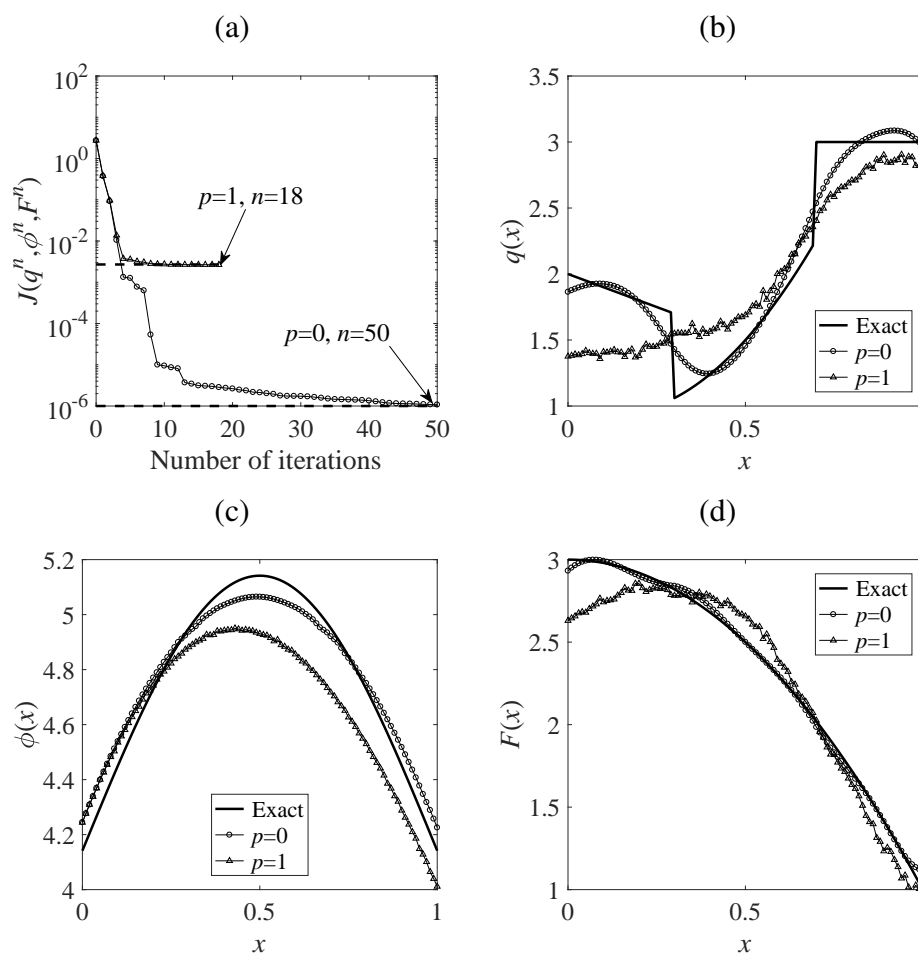 (a)
10^2
10^0
10^-2
10^-4
10^-6
J(q^n,ϕ^n,F^n)
p=1, n=18
p=0, n=50
0 10 20 30 40 50
Number of iterations
(b)
3.5
3
2.5
2
1.5
1
q(x)
Exact
p=0
p=1
0 0.5
x
(c)
5.2
5
4.8
4.6
4.4
4.2
4
ϕ(x)
Exact
p=0
p=1
0 0.5 1
x
(d)
3
2.5
2
1.5
1
F(x)
Exact
p=0
p=1
0 0.5
x